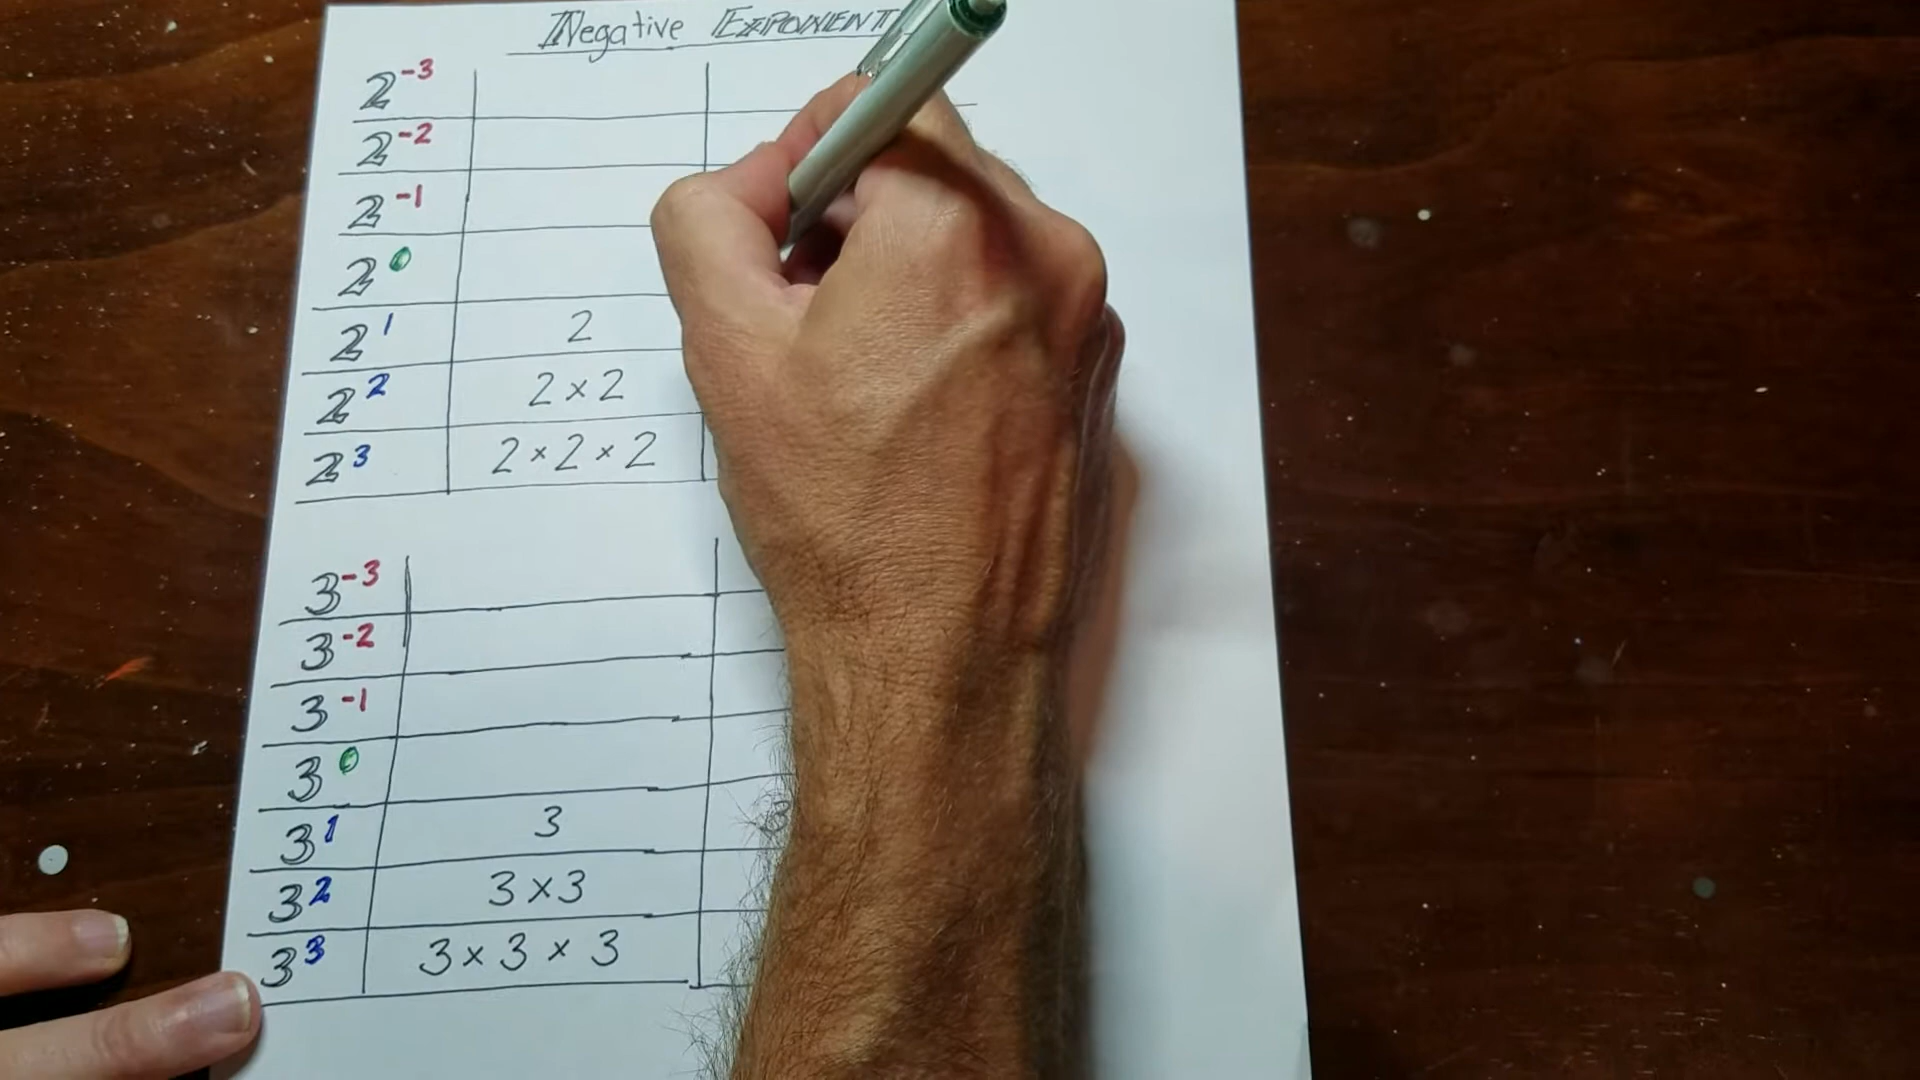 Negative EXPONENT
2⁻³
2⁻²
2⁻¹
2⁰
2¹ 2
2² 2 × 2
2³ 2 × 2 × 2
3⁻³
3⁻²
3⁻¹
3⁰
3¹ 3
3² 3 × 3
3³ 3 × 3 × 3